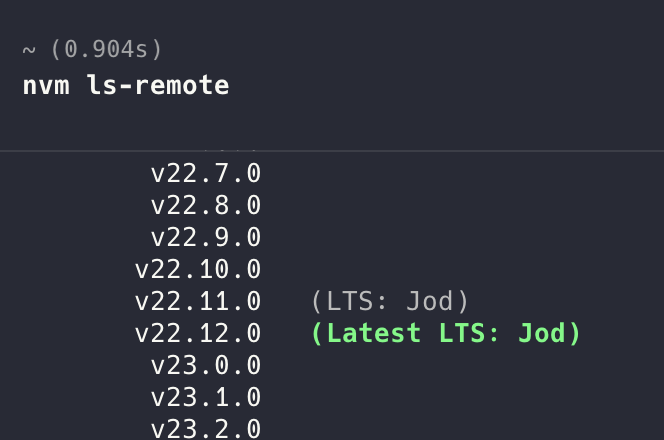 ~ (0.904s)
nvm ls-remote
v22.7.0
v22.8.0
v22.9.0
v22.10.0
v22.11.0 (LTS: Jod)
v22.12.0 (Latest LTS: Jod)
v23.0.0
v23.1.0
v23.2.0